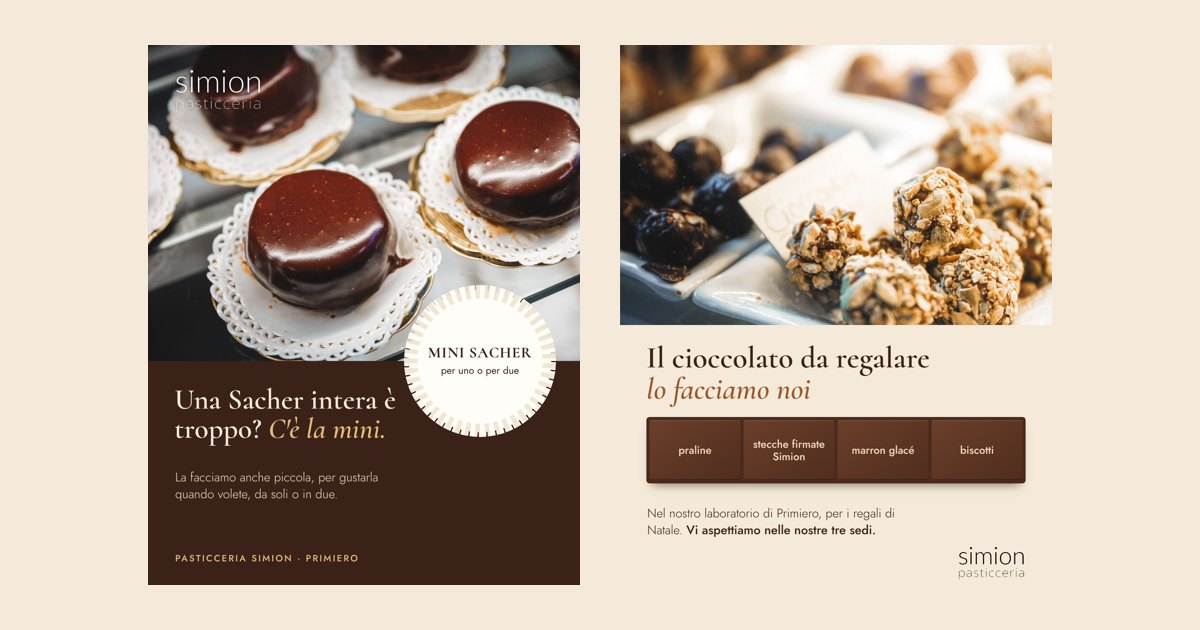 simion
pasticceria
MINI SACHER
per uno o per due
Una Sacher intera è
troppo? C'è la mini.
La facciamo anche piccola, per gustarla
quando volete, da soli o in due.
PASTICCERIA SIMION · PRIMIERO
Il cioccolato da regalare
lo facciamo noi
praline
stecche firmate
Simion
marron glacé
biscotti
Nel nostro laboratorio di Primiero, per i regali di
Natale. Vi aspettiamo nelle nostre tre sedi.
simion
pasticceria